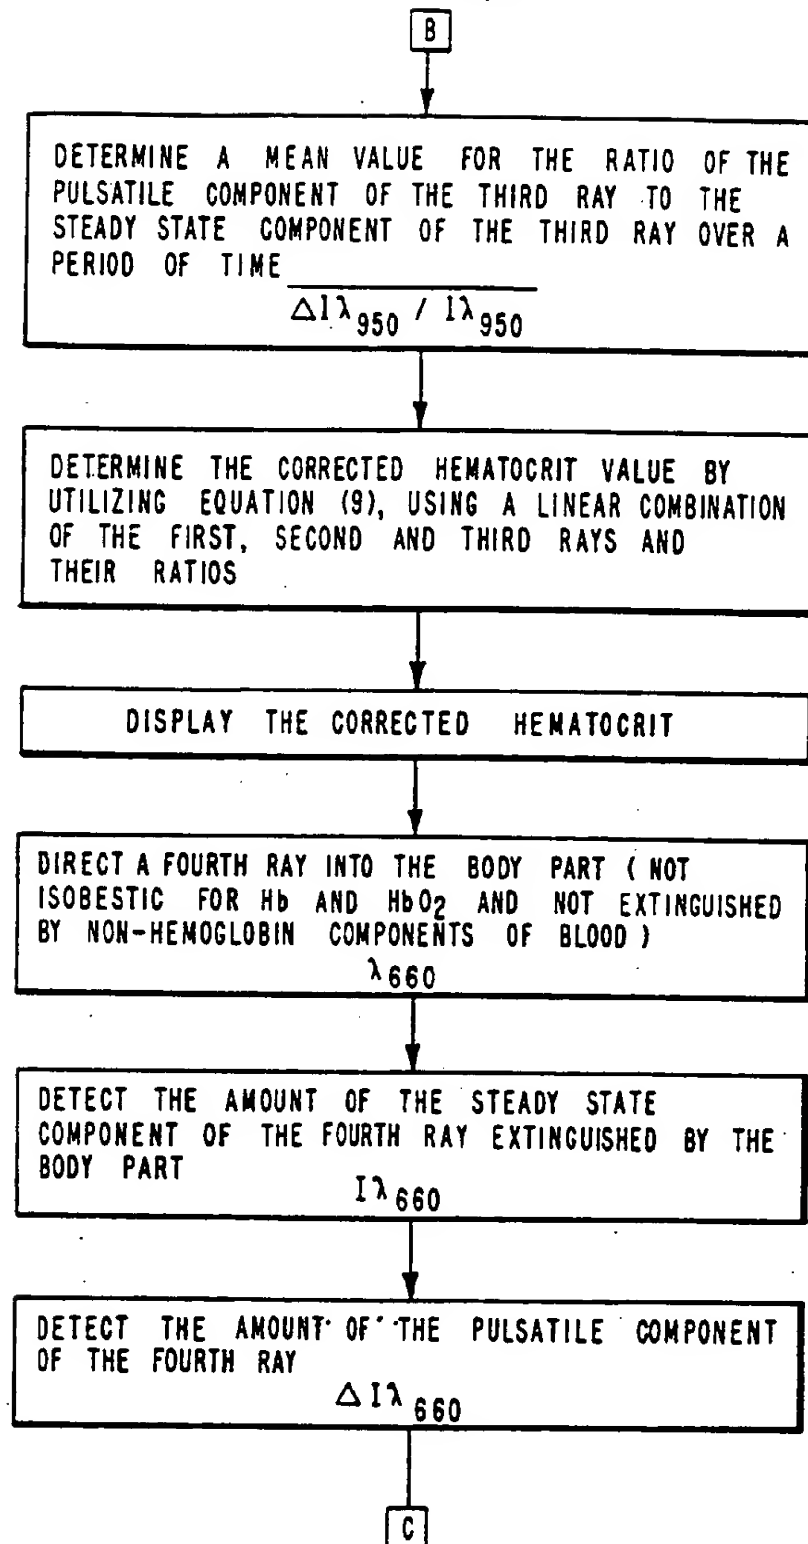 B
DETERMINE A MEAN VALUE FOR THE RATIO OF THE
PULSATILE COMPONENT OF THE THIRD RAY TO THE
STEADY STATE COMPONENT OF THE THIRD RAY OVER A
PERIOD OF TIME
ΔIλ950 / Iλ950
DETERMINE THE CORRECTED HEMATOCRIT VALUE BY
UTILIZING EQUATION (9), USING A LINEAR COMBINATION
OF THE FIRST, SECOND AND THIRD RAYS AND
THEIR RATIOS
DISPLAY THE CORRECTED HEMATOCRIT
DIRECT A FOURTH RAY INTO THE BODY PART (NOT
ISOBESTIC FOR Hb AND HbO2 AND NOT EXTINGUISHED
BY NON-HEMOGLOBIN COMPONENTS OF BLOOD)
λ660
DETECT THE AMOUNT OF THE STEADY STATE
COMPONENT OF THE FOURTH RAY EXTINGUISHED BY THE
BODY PART
Iλ660
DETECT THE AMOUNT OF THE PULSATILE COMPONENT
OF THE FOURTH RAY
ΔIλ660
C